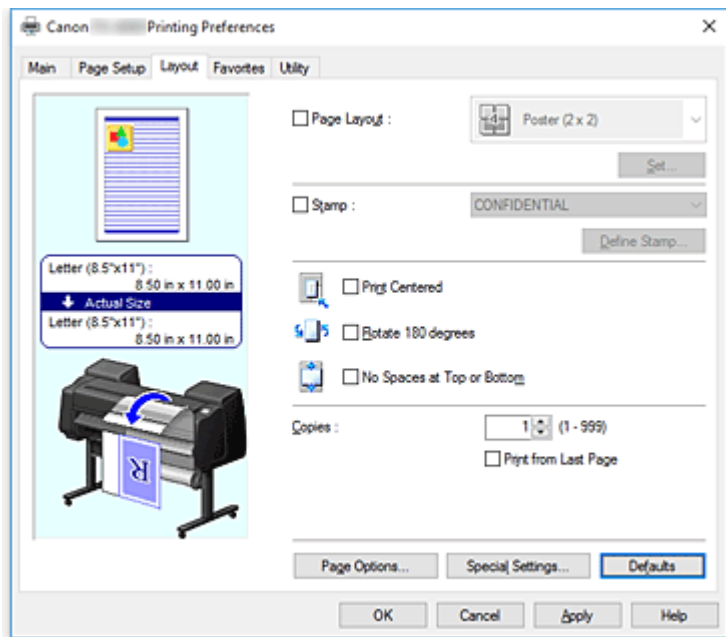 Canon Printing Preferences
Main Page Setup Layout Favorites Utility
Page Layout :
Poster (2 x 2)
Set...
Stamp :
CONFIDENTIAL
Define Stamp...
Letter (8.5"x11") :
8.50 in x 11.00 in
Actual Size
Letter (8.5"x11") :
8.50 in x 11.00 in
Print Centered
Rotate 180 degrees
No Spaces at Top or Bottom
Copies :
1 (1 - 999)
Print from Last Page
R
Page Options... Special Settings... Defaults
OK Cancel Apply Help